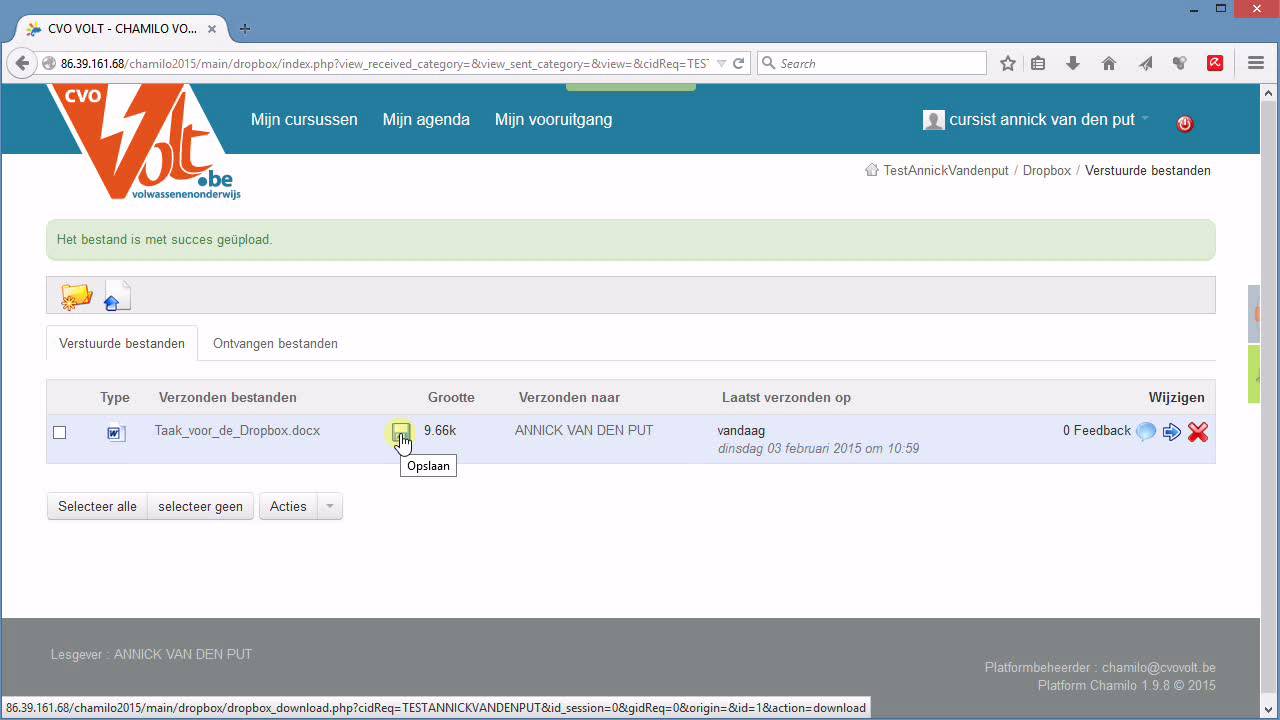 CVO VOLT - CHAMILO VO...
86.39.161.68/chamilo2015/main/dropbox/index.php?view_received_category=&view_sent_category=&view=&cidReq=TEST
Search
CVO
Volt
.be
volwassenenonderwijs
Mijn cursussen
Mijn agenda
Mijn vooruitgang
cursist annick van den put
TestAnnickVandenput / Dropbox / Verstuurde bestanden
Het bestand is met succes geüpload.
Verstuurde bestanden
Ontvangen bestanden
Type
Verzonden bestanden
Grootte
Verzonden naar
Laatst verzonden op
Wijzigen
Taak_voor_de_Dropbox.docx
9.66k
ANNICK VAN DEN PUT
vandaag
dinsdag 03 februari 2015 om 10:59
0 Feedback
Opslaan
Selecteer alle
selecteer geen
Acties
Lesgever : ANNICK VAN DEN PUT
Platformbeheerder : chamilo@cvovolt.be
Platform Chamilo 1.9.8 © 2015
86.39.161.68/chamilo2015/main/dropbox/dropbox_download.php?cidReq=TESTANNICKVANDENPUT&id_session=0&gidReq=0&origin=&id=1&action=download